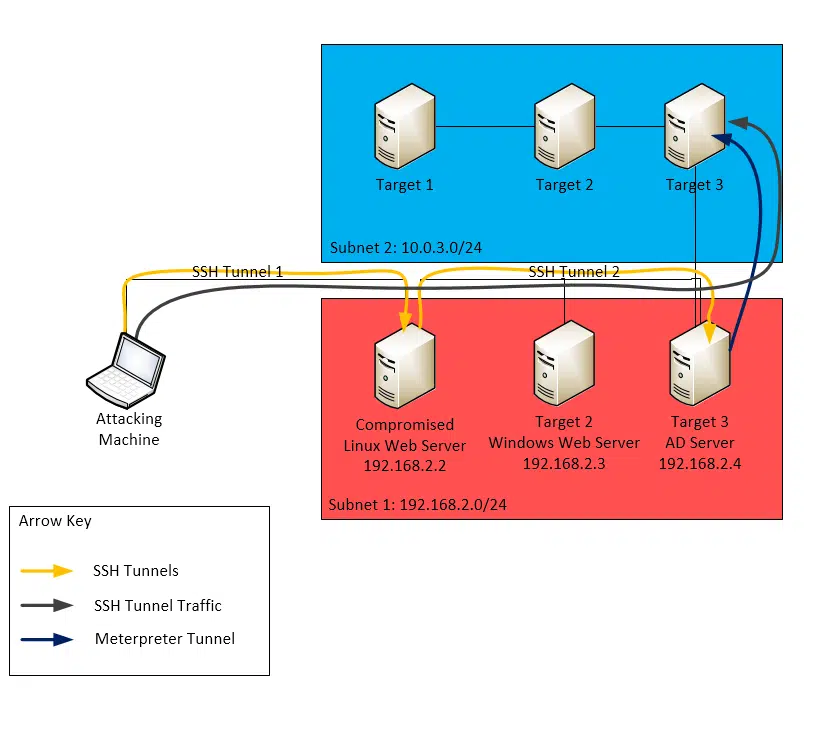 Target 1
Target 2
Target 3
Subnet 2: 10.0.3.0/24
SSH Tunnel 1
SSH Tunnel 2
Attacking
Machine
Compromised
Linux Web Server
192.168.2.2
Target 2
Windows Web Server
192.168.2.3
Target 3
AD Server
192.168.2.4
Subnet 1: 192.168.2.0/24
Arrow Key
SSH Tunnels
SSH Tunnel Traffic
Meterpreter Tunnel